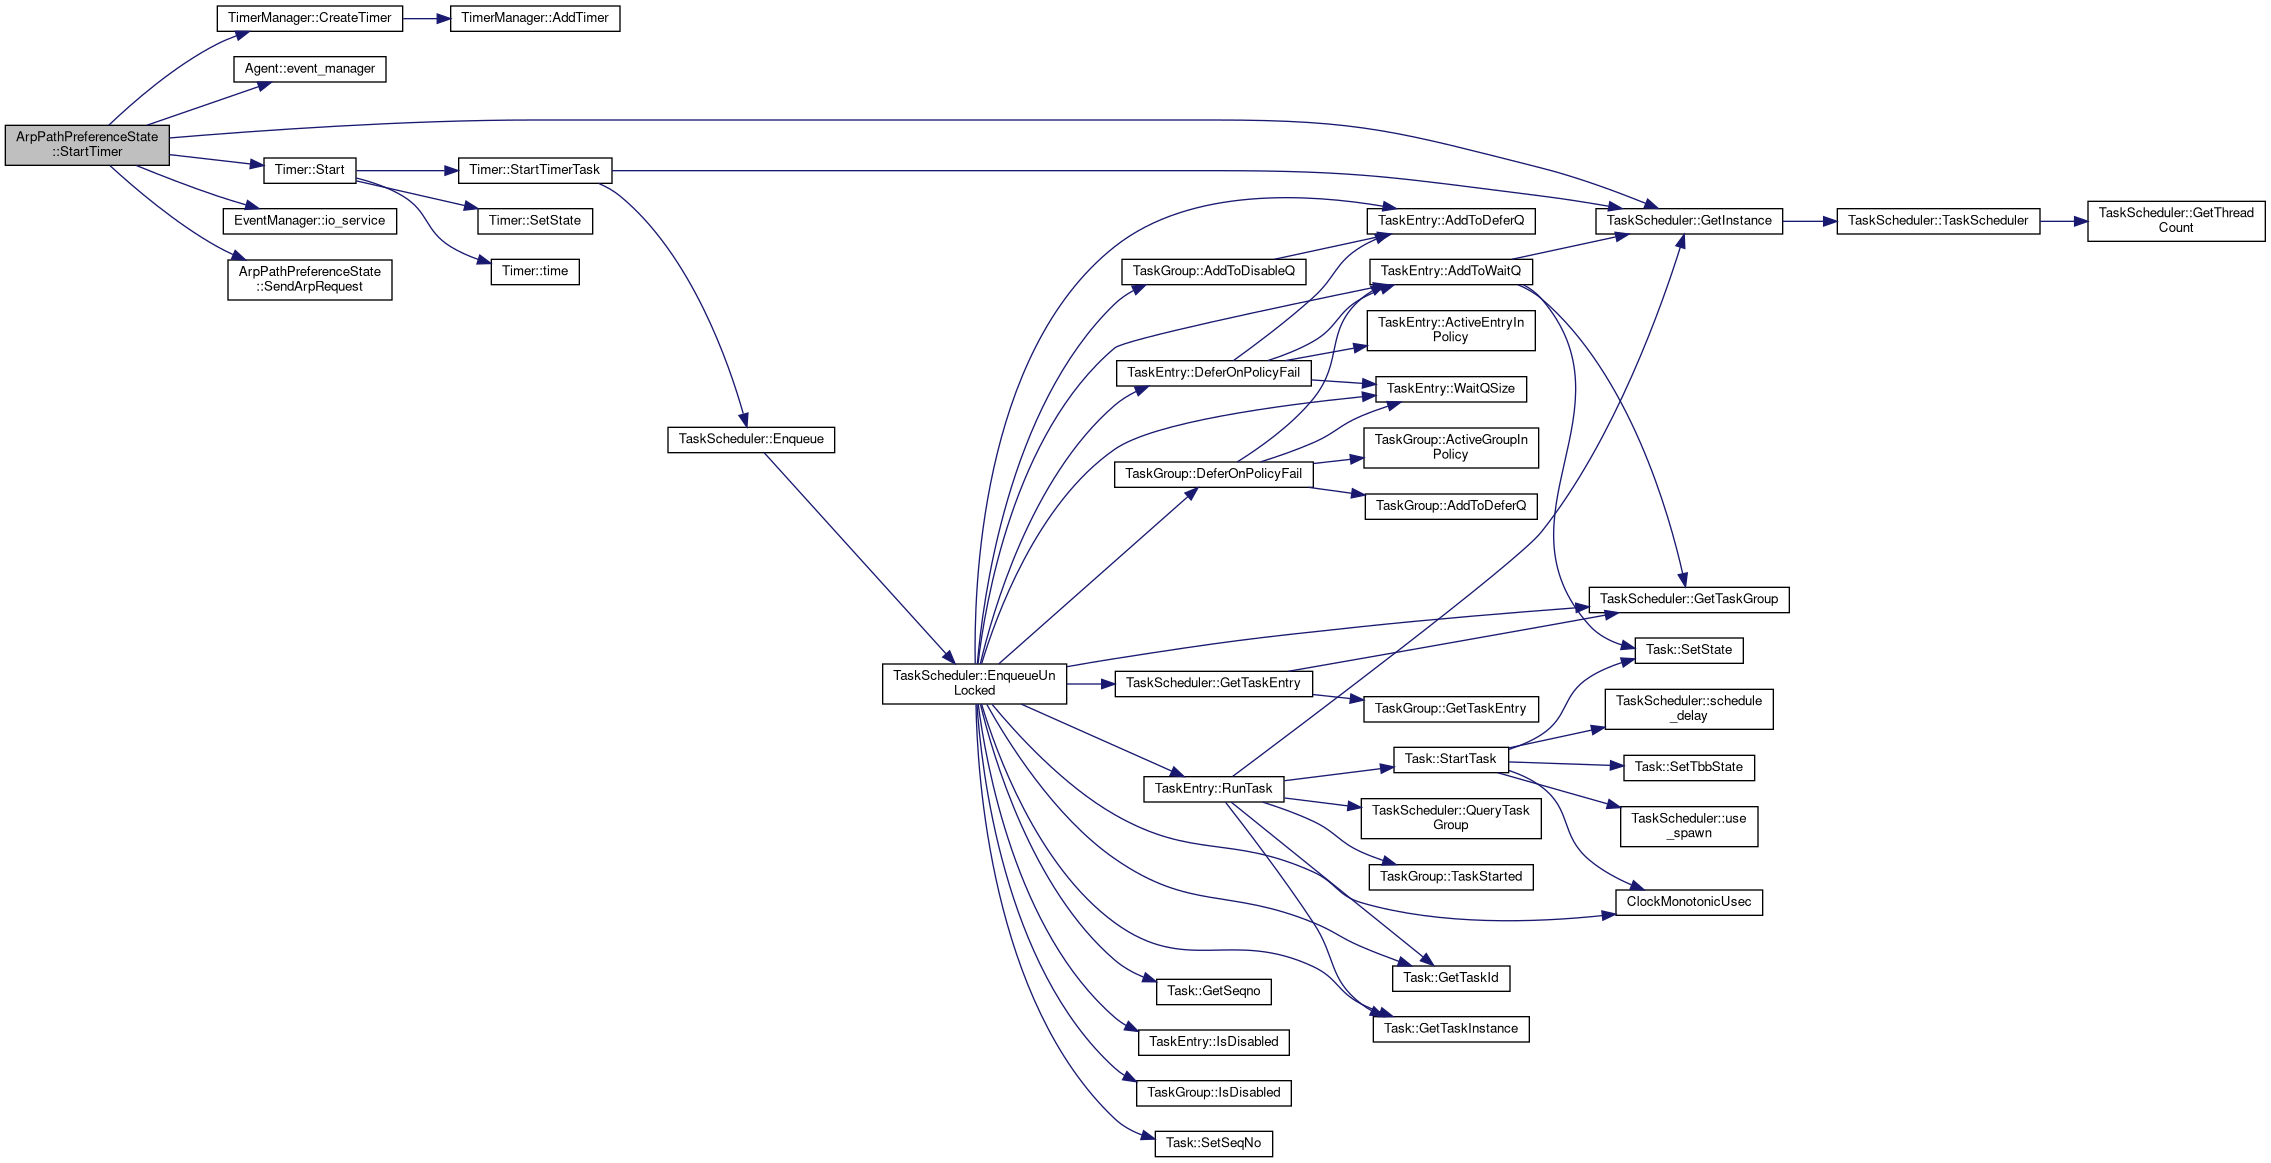 TimerManager::CreateTimer
TimerManager::AddTimer
Agent::event_manager
ArpPathPreferenceState
::StartTimer
Timer::Start
Timer::StartTimerTask
EventManager::io_service
Timer::SetState
ArpPathPreferenceState
::SendArpRequest
Timer::time
TaskScheduler::Enqueue
TaskScheduler::EnqueueUn
Locked
TaskEntry::AddToDeferQ
TaskGroup::AddToDisableQ
TaskEntry::AddToWaitQ
TaskEntry::ActiveEntryIn
Policy
TaskEntry::DeferOnPolicyFail
TaskEntry::WaitQSize
TaskGroup::ActiveGroupIn
Policy
TaskGroup::DeferOnPolicyFail
TaskGroup::AddToDeferQ
TaskScheduler::GetInstance
TaskScheduler::TaskScheduler
TaskScheduler::GetThread
Count
TaskScheduler::GetTaskGroup
Task::SetState
TaskScheduler::GetTaskEntry
TaskGroup::GetTaskEntry
TaskScheduler::schedule
_delay
Task::StartTask
Task::SetTbbState
TaskEntry::RunTask
TaskScheduler::QueryTask
Group
TaskScheduler::use
_spawn
TaskGroup::TaskStarted
ClockMonotonicUsec
Task::GetTaskId
Task::GetSeqno
Task::GetTaskInstance
TaskEntry::IsDisabled
TaskGroup::IsDisabled
Task::SetSeqNo